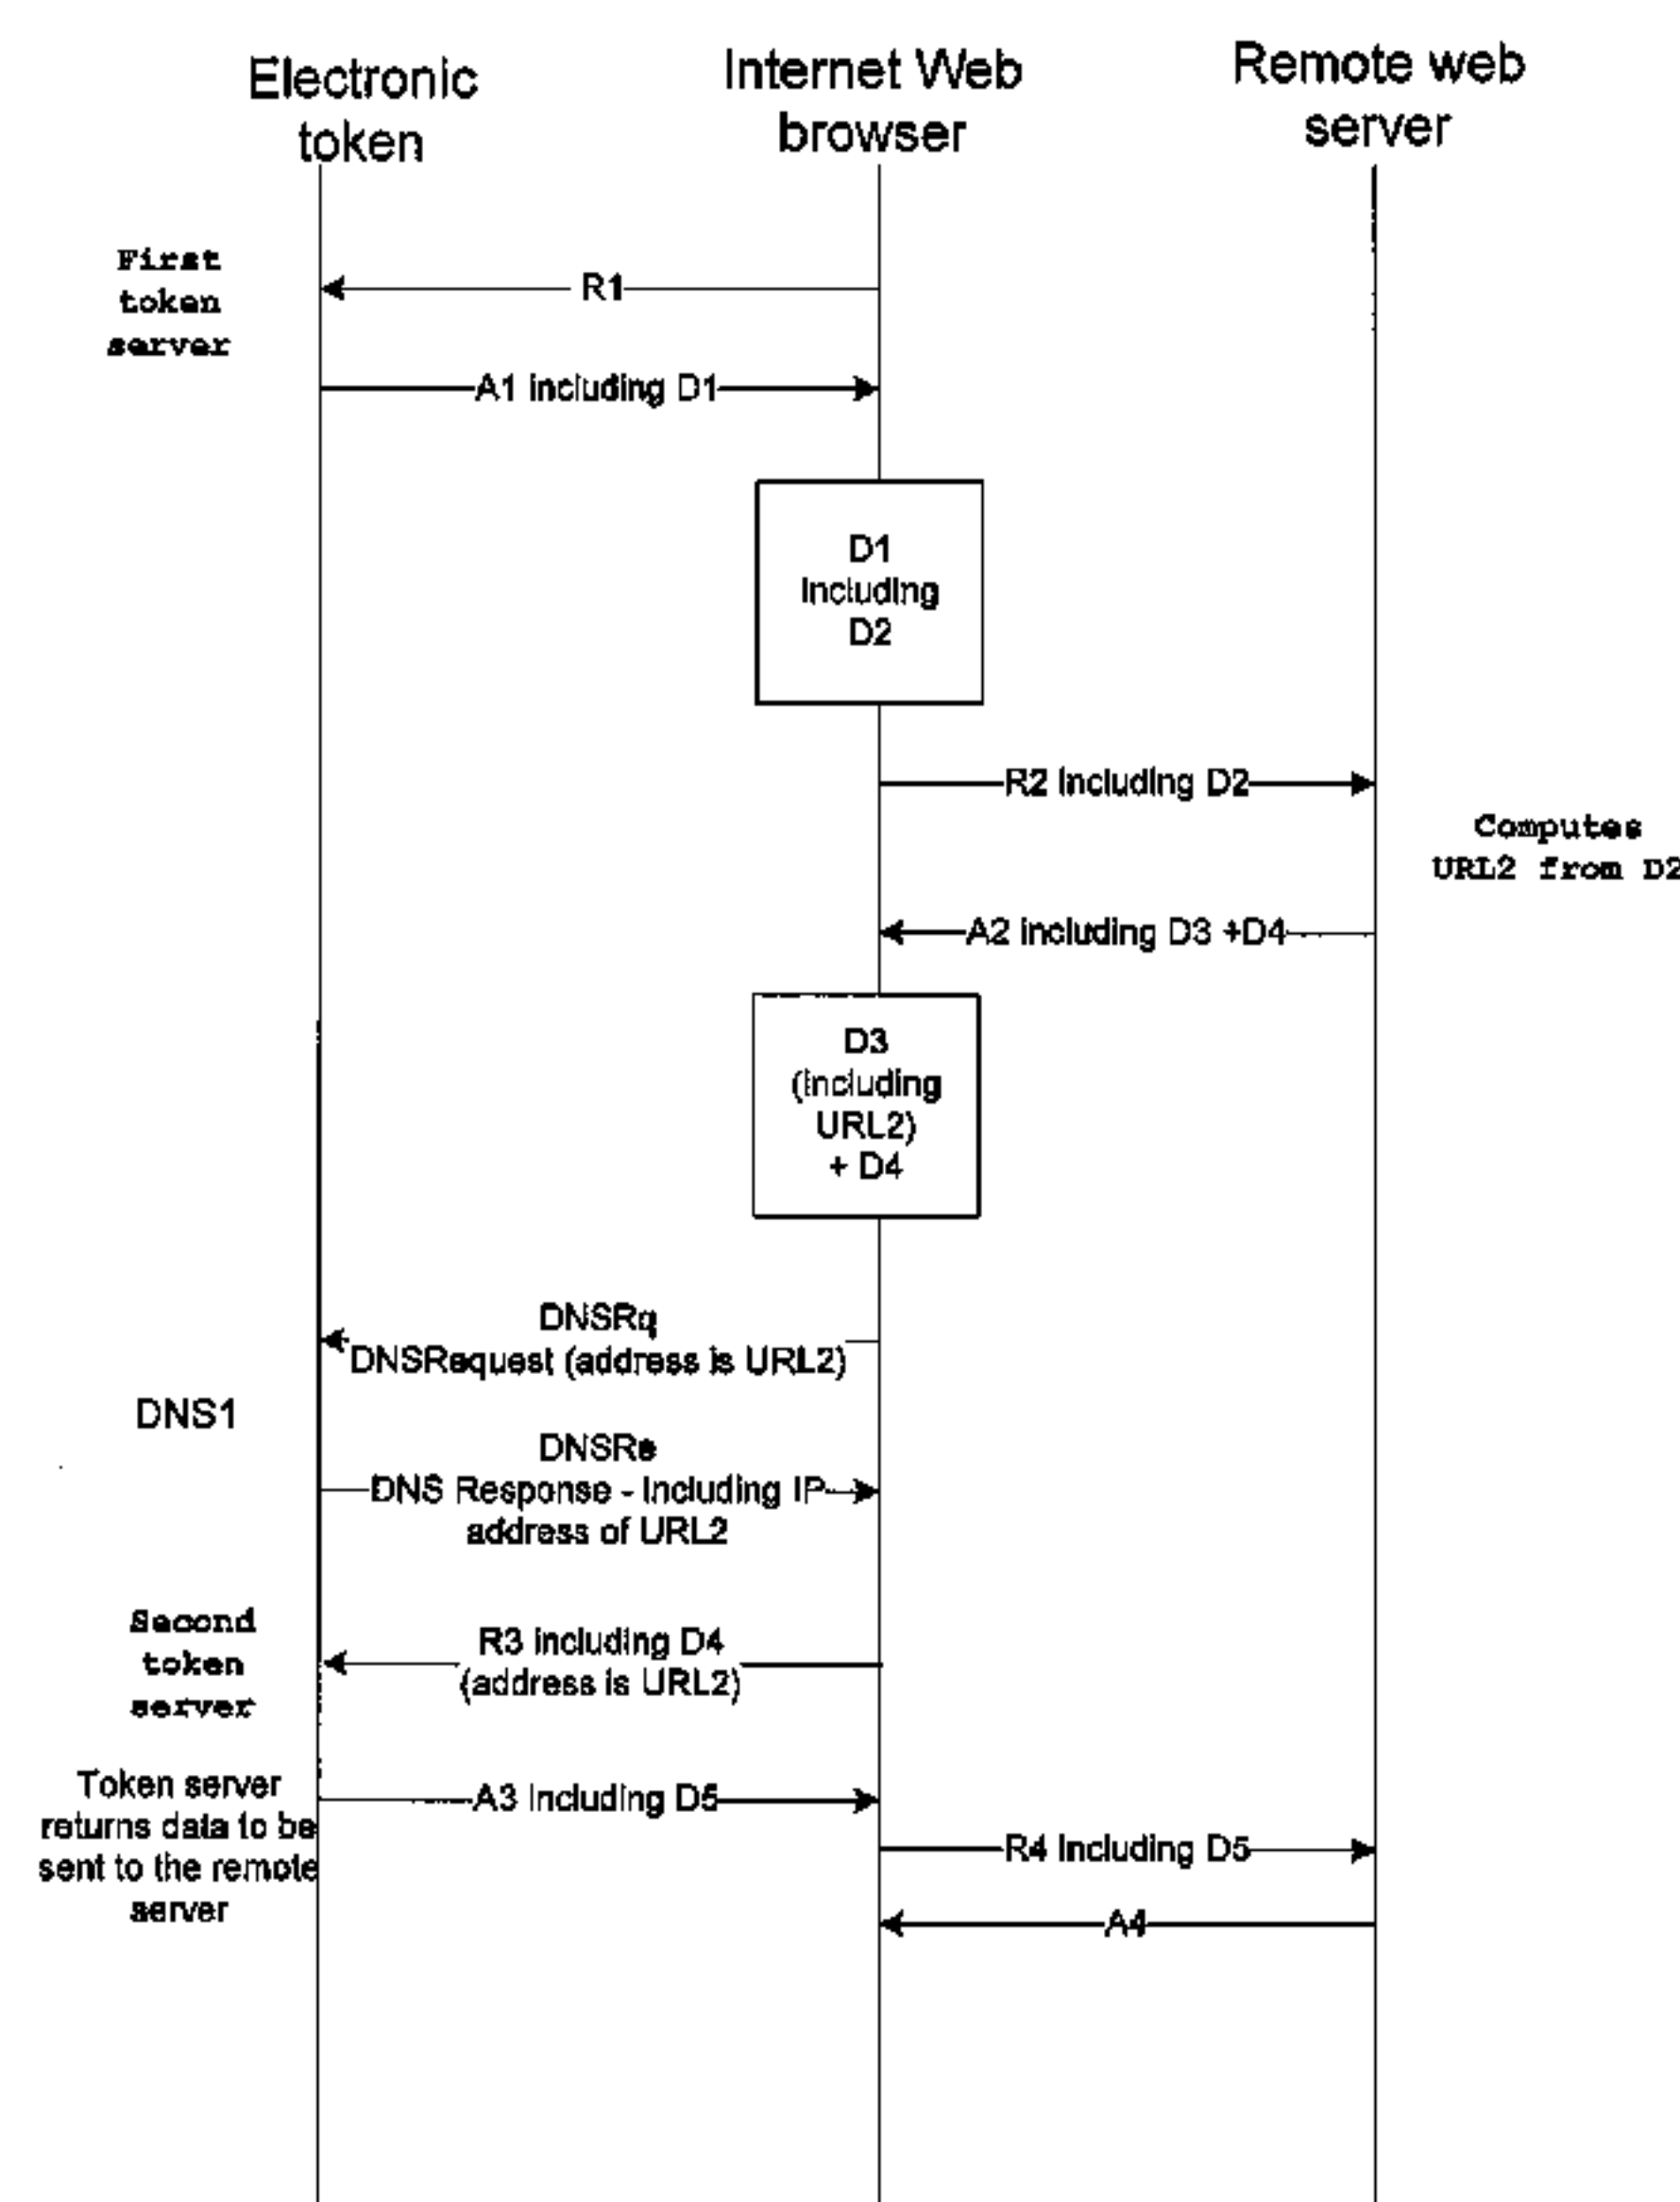 Electronic
token
Internet Web
browser
Remote web
server
First
token
server
R1
A1 including D1
D1
including
D2
R2 including D2
Computes
URL2 from D2
A2 including D3 +D4
D3
(including
URL2)
+ D4
DNSRq
DNSRequest (address is URL2)
DNS1
DNSRe
DNS Response - Including IP
address of URL2
Second
token
server
R3 including D4
(address is URL2)
Token server
returns data to be
sent to the remote
server
A3 including D5
R4 including D5
A4